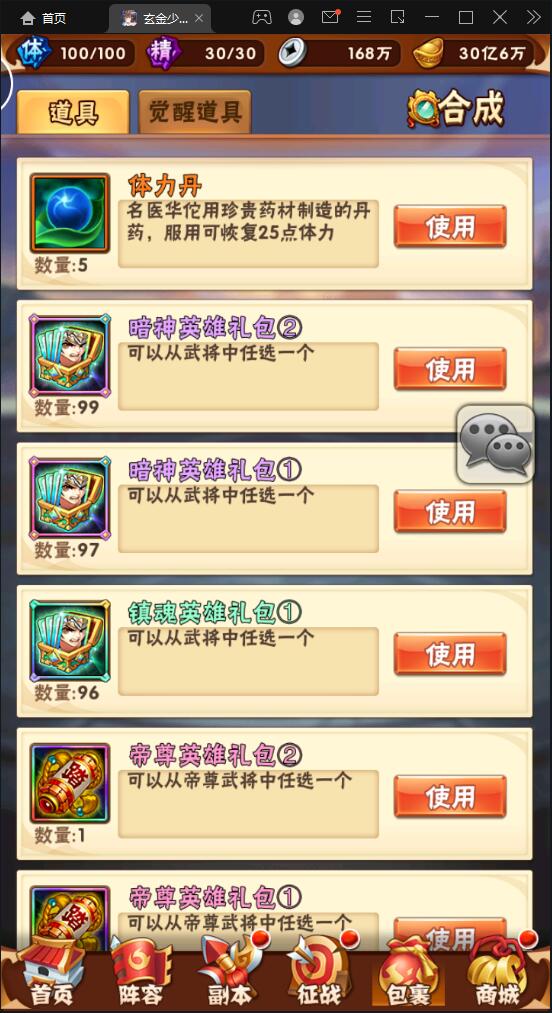 首页
玄金少...
体 100/100 精 30/30 168万 30亿6万
道具 觉醒道具 合成
体力丹
名医华佗用珍贵药材制造的丹
药，服用可恢复25点体力
使用
数量:5
暗神英雄礼包②
可以从武将中任选一个
使用
数量:99
暗神英雄礼包①
可以从武将中任选一个
使用
数量:97
镇魂英雄礼包①
可以从武将中任选一个
使用
数量:96
帝尊英雄礼包②
可以从帝尊武将中任选一个
使用
数量:1
帝尊英雄礼包①
可以从帝尊武将中任选一个
使用
首页 阵容 副本 征战 包裹 商城